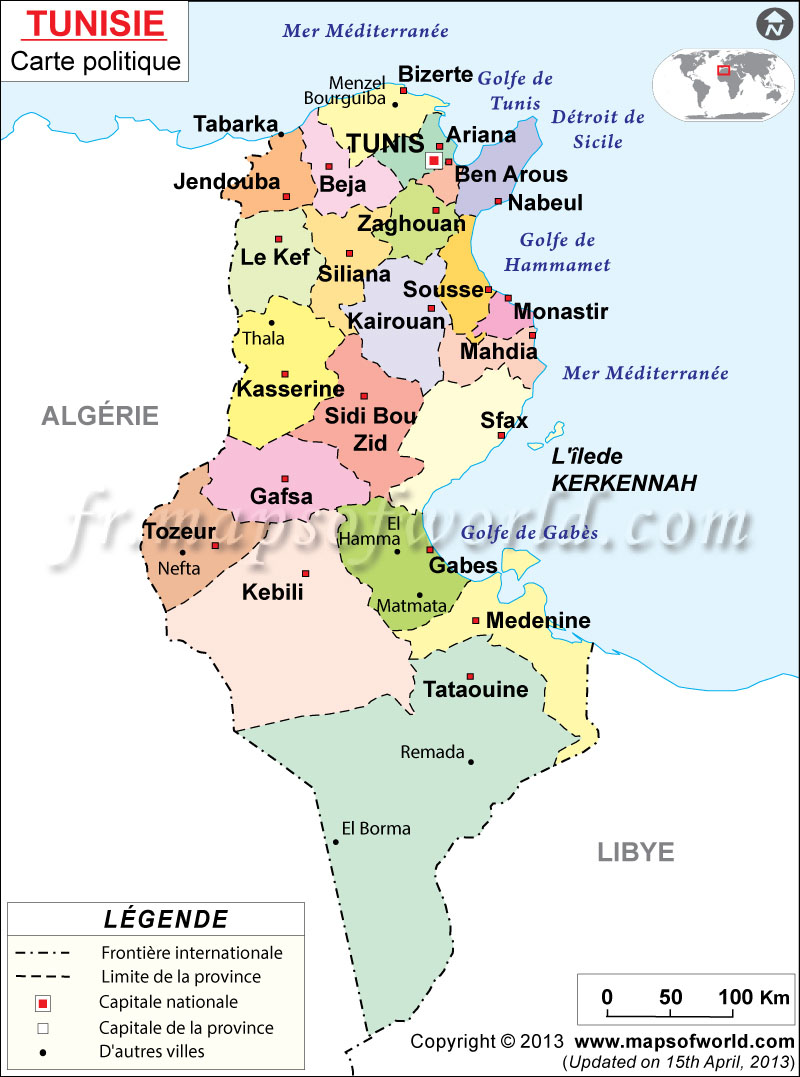 TUNISIE
Carte politique
Mer Méditerranée
N
Bizerte
Menzel
Bourguiba
Golfe de
Tunis
Détroit de
Sicile
Tabarka
TUNIS
Ariana
Jendouba
Beja
Ben Arous
Nabeul
Zaghouan
Le Kef
Siliana
Golfe de
Hammamet
Sousse
Kairouan
Monastir
Thala
Mahdia
Kasserine
Mer Méditerranée
Sidi Bou
Zid
Sfax
ALGÉRIE
L'îlede
KERKENNAH
Gafsa
fr.mapsofworld.com
Tozeur
Nefta
El
Hamma
Golfe de Gabès
Gabes
Kebili
Matmata
Medenine
Tataouine
Remada
El Borma
LIBYE
LÉGENDE
Frontière internationale
Limite de la province
Capitale nationale
Capitale de la province
D'autres villes
0 50 100 Km
Copyright © 2013 www.mapsofworld.com
(Updated on 15th April, 2013)